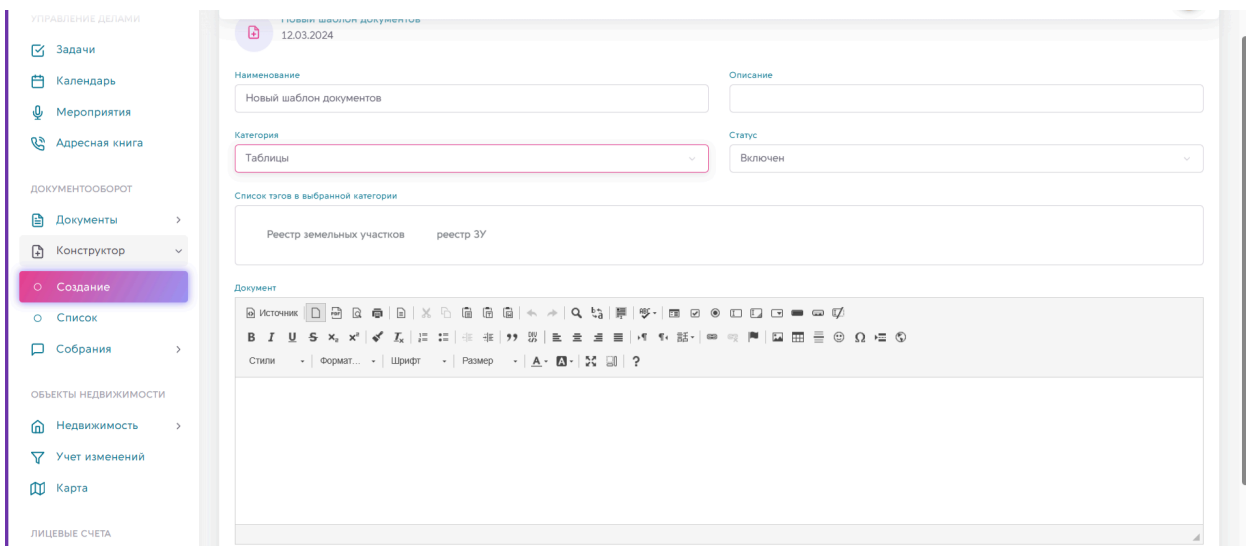 УПРАВЛЕНИЕ ДЕЛАМИ
Задачи
Календарь
Мероприятия
Адресная книга
ДОКУМЕНТООБОРОТ
Документы
Конструктор
Создание
Список
Собрания
ОБЪЕКТЫ НЕДВИЖИМОСТИ
Недвижимость
Учет изменений
Карта
ЛИЦЕВЫЕ СЧЕТА
Новый шаблон документов
12.03.2024
Наименование
Описание
Новый шаблон документов
Категория
Статус
Таблицы
Включен
Список тэгов в выбранной категории
Реестр земельных участков реестр ЗУ
Документ
Источник
Стили Формат... Шрифт Размер